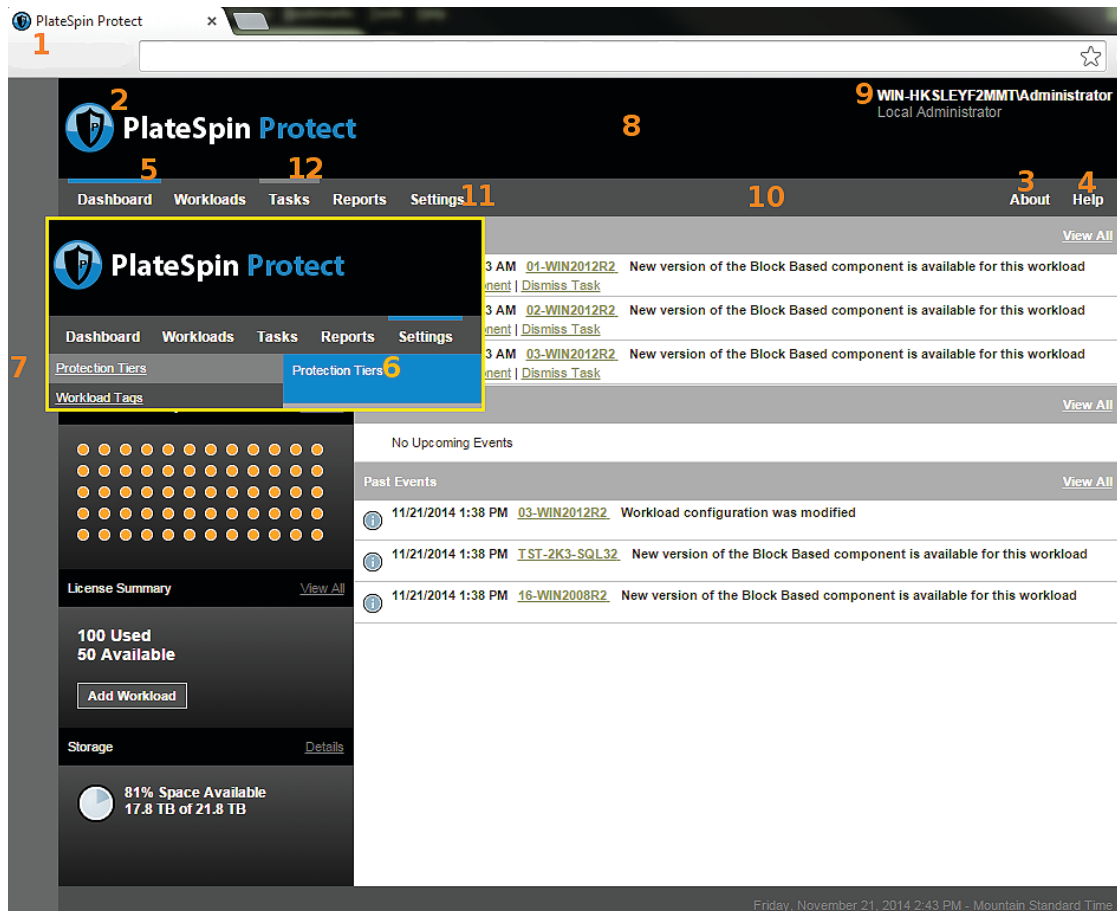 PlateSpin Protect ×
1
2
9 WIN-HKSLEYF2MMT\Administrator
Local Administrator
PlateSpin Protect
8
5
12
3
4
Dashboard Workloads Tasks Reports Settings 11 10 About Help
View All
PlateSpin Protect
3 AM 01-WIN2012R2 New version of the Block Based component is available for this workload
nent | Dismiss Task
3 AM 02-WIN2012R2 New version of the Block Based component is available for this workload
nent | Dismiss Task
3 AM 03-WIN2012R2 New version of the Block Based component is available for this workload
nent | Dismiss Task
Dashboard Workloads Tasks Reports Settings
7
Protection Tiers
Protection Tiers 6
Workload Tags
View All
No Upcoming Events
Past Events View All
11/21/2014 1:38 PM 03-WIN2012R2 Workload configuration was modified
11/21/2014 1:38 PM TST-2K3-SQL32 New version of the Block Based component is available for this workload
11/21/2014 1:38 PM 16-WIN2008R2 New version of the Block Based component is available for this workload
License Summary View All
100 Used
50 Available
Add Workload
Storage Details
81% Space Available
17.8 TB of 21.8 TB
Friday, November 21, 2014 2:43 PM - Mountain Standard Time